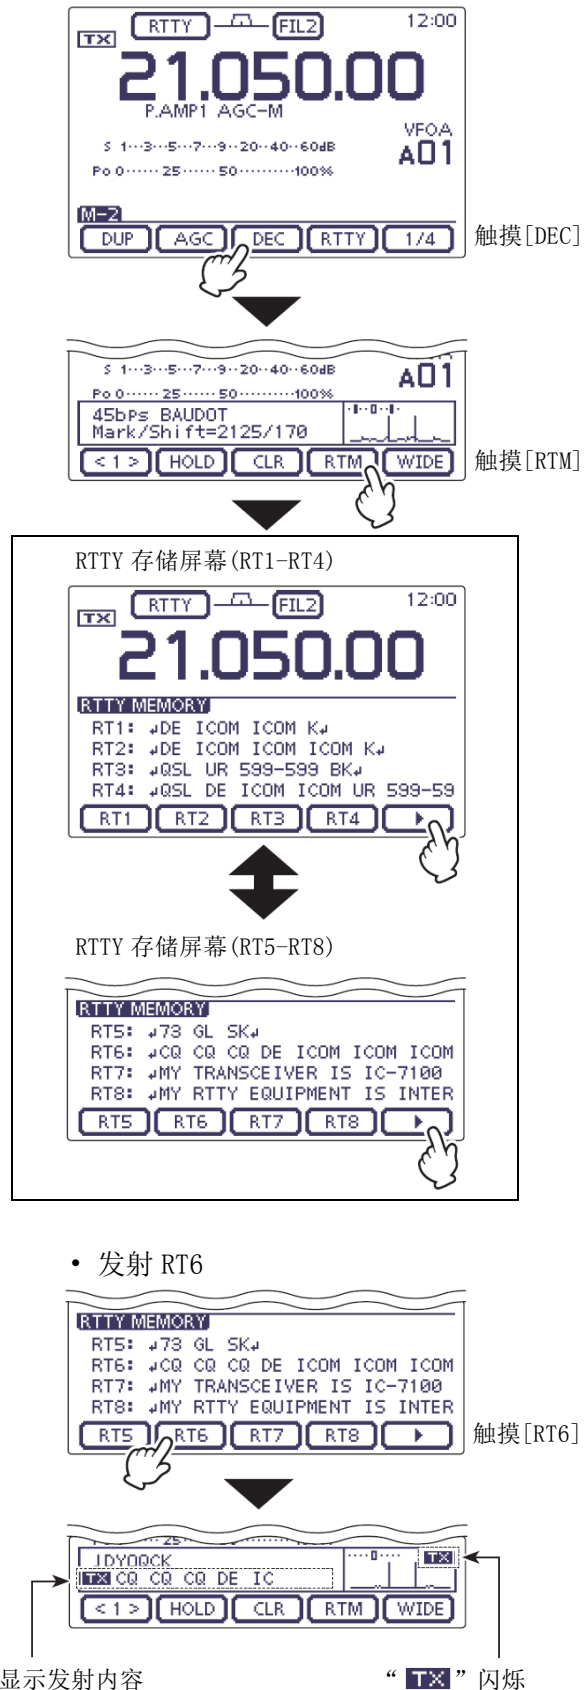 RTTY FIL2 12:00
TX
21.050.00
P.AMP1 AGC-M
VFOA
S 1···3···5···7···9··20··40··60dB
A01
Po 0······ 25······ 50··········100%
M-2
DUP AGC DEC RTTY 1/4 触摸[DEC]
S 1···3···5···7···9··20··40··60dB
A01
Po 0······ 25······ 50··········100%
45bps BAUDOT
Mark/Shift=2125/170
<1> HOLD CLR RTM WIDE 触摸[RTM]
RTTY 存储屏幕(RT1-RT4)
RTTY FIL2 12:00
TX
21.050.00
RTTY MEMORY
RT1: ↲DE ICOM ICOM K↲
RT2: ↲DE ICOM ICOM ICOM K↲
RT3: ↲QSL UR 599-599 BK↲
RT4: ↲QSL DE ICOM ICOM UR 599-59
RT1 RT2 RT3 RT4 ▶
RTTY 存储屏幕(RT5-RT8)
RTTY MEMORY
RT5: ↲73 GL SK↲
RT6: ↲CQ CQ CQ DE ICOM ICOM ICOM
RT7: ↲MY TRANSCEIVER IS IC-7100
RT8: ↲MY RTTY EQUIPMENT IS INTER
RT5 RT6 RT7 RT8 ▶
• 发射 RT6
RTTY MEMORY
RT5: ↲73 GL SK↲
RT6: ↲CQ CQ CQ DE ICOM ICOM ICOM
RT7: ↲MY TRANSCEIVER IS IC-7100
RT8: ↲MY RTTY EQUIPMENT IS INTER
RT5 RT6 RT7 RT8 ▶ 触摸[RT6]
JDYOQCK TX
TX CQ CQ CQ DE IC
<1> HOLD CLR RTM WIDE
显示发射内容 “ TX ” 闪烁